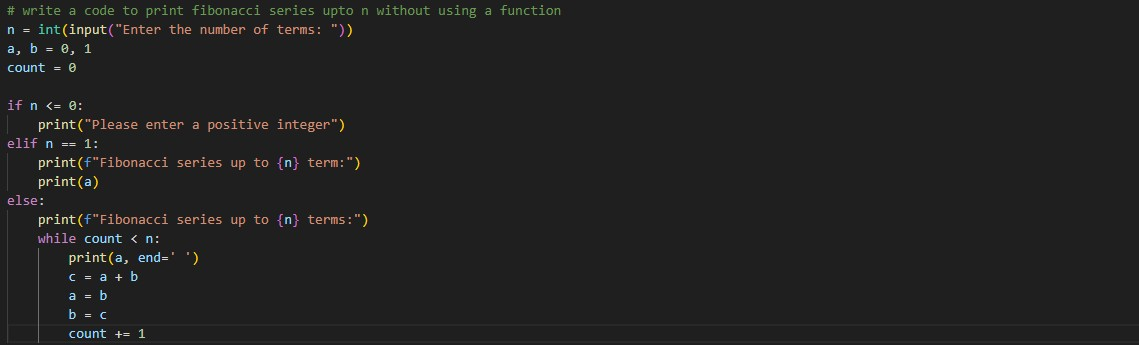 # write a code to print fibonacci series upto n without using a function
n = int(input("Enter the number of terms: "))
a, b = 0, 1
count = 0

if n <= 0:
    print("Please enter a positive integer")
elif n == 1:
    print(f"Fibonacci series up to {n} term:")
    print(a)
else:
    print(f"Fibonacci series up to {n} terms:")
    while count < n:
        print(a, end=' ')
        c = a + b
        a = b
        b = c
        count += 1